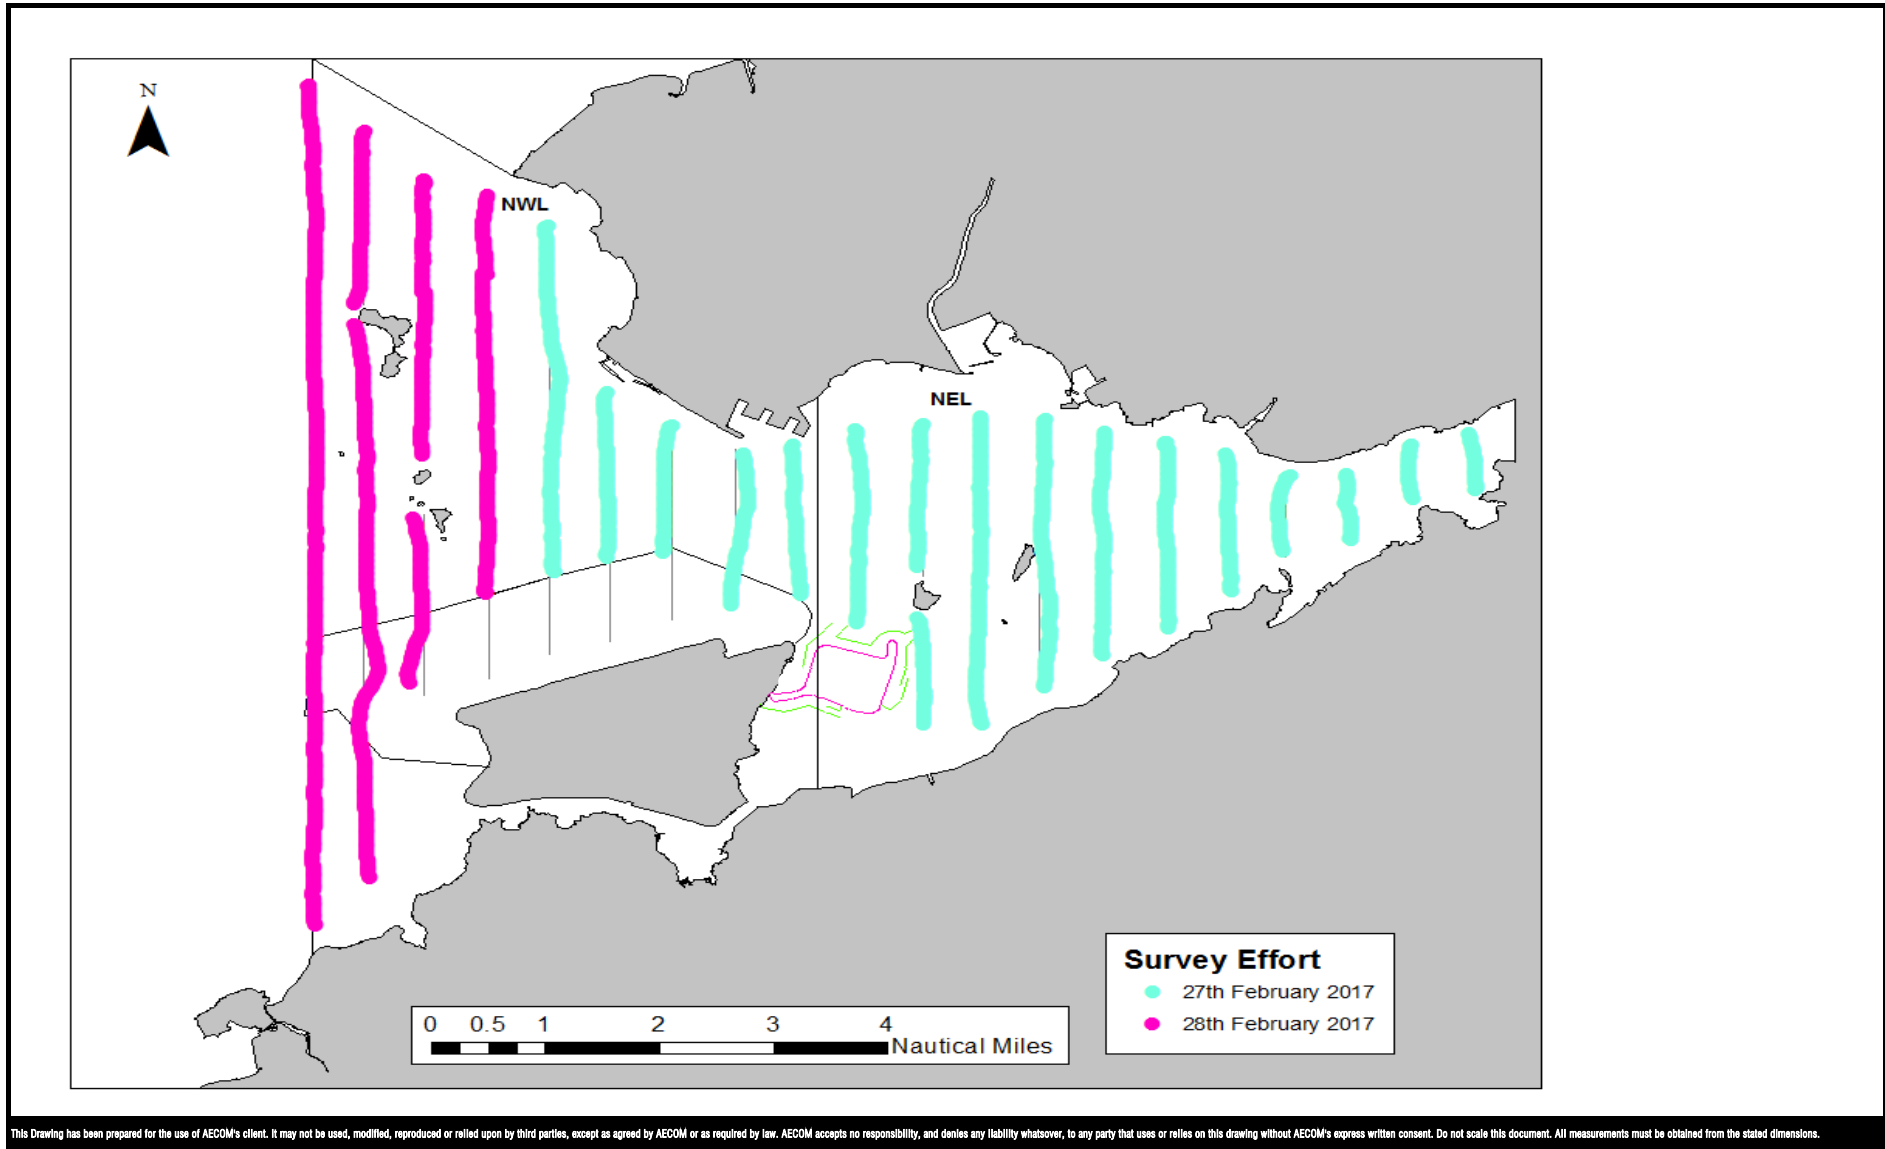 N
NWL
NEL
Survey Effort
27th February 2017
28th February 2017
0 0.5 1 2 3 4
Nautical Miles
This Drawing has been prepared for the use of AECOM's client. It may not be used, modified, reproduced or relied upon by third parties, except as agreed by AECOM or as required by law. AECOM accepts no responsibility, and denies any liability whatsover, to any party that uses or relies on this drawing without AECOM's express written consent. Do not scale this document. All measurements must be obtained from the stated dimensions.